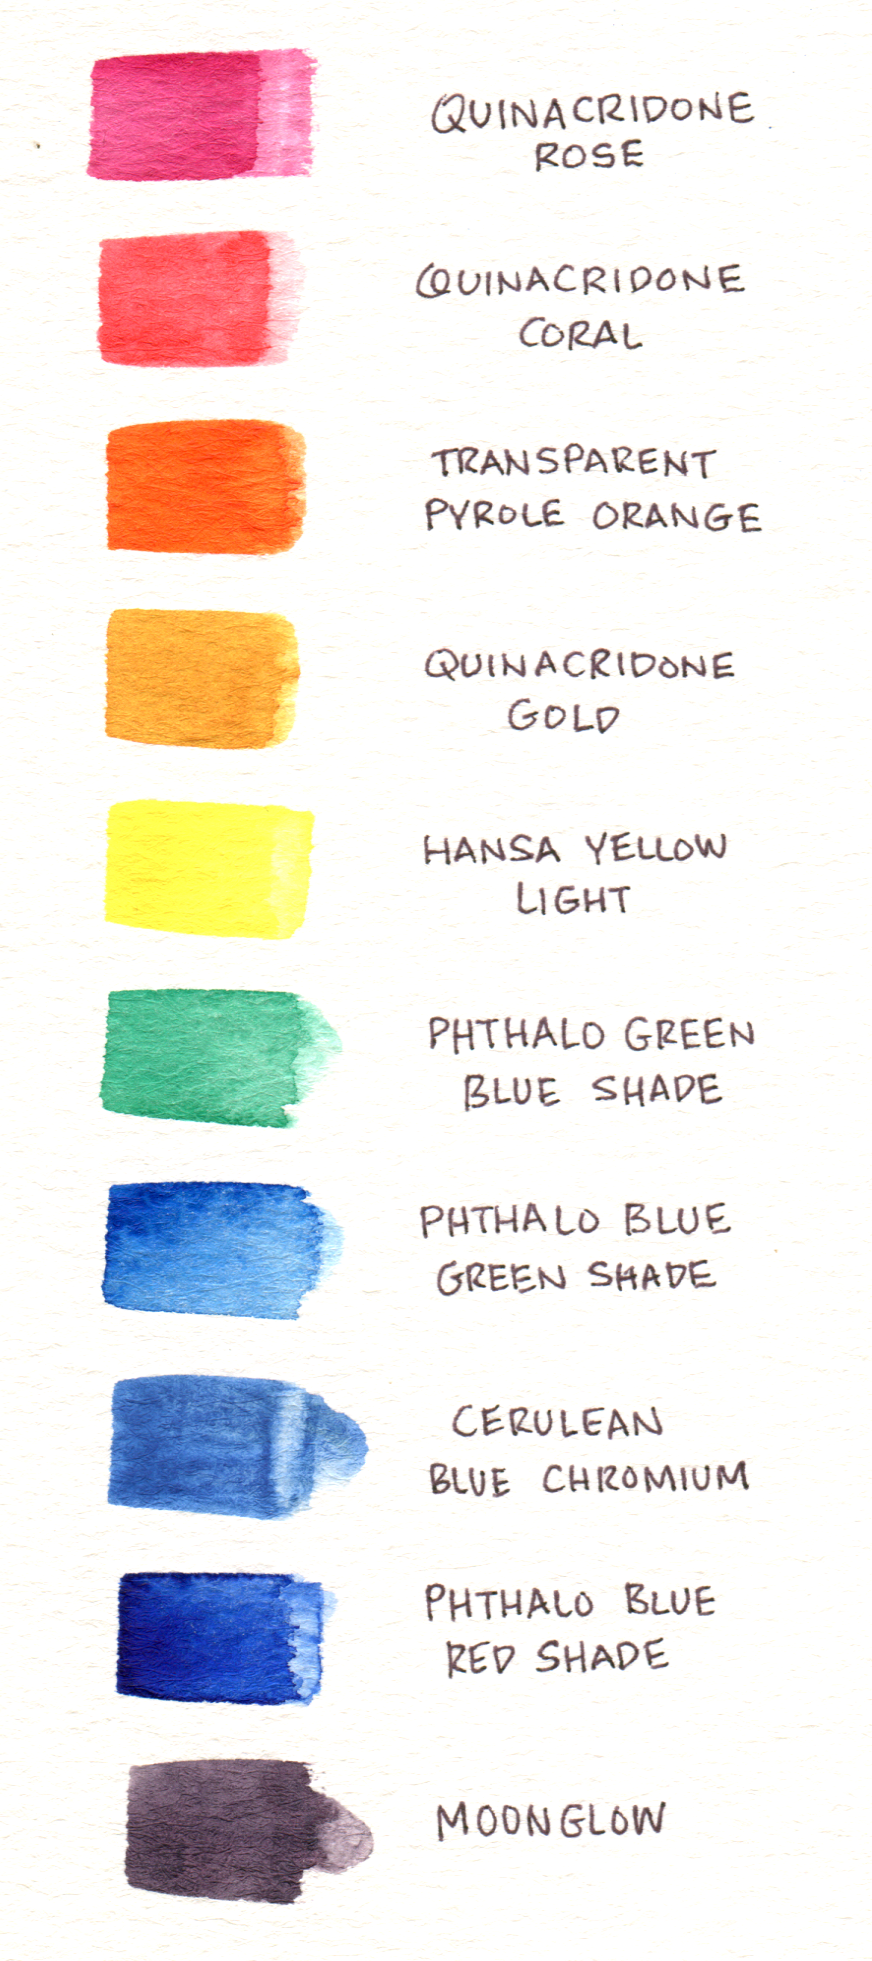 QUINACRIDONE
ROSE
QUINACRIDONE
CORAL
TRANSPARENT
PYROLE ORANGE
QUINACRIDONE
GOLD
HANSA YELLOW
LIGHT
PHTHALO GREEN
BLUE SHADE
PHTHALO BLUE
GREEN SHADE
CERULEAN
BLUE CHROMIUM
PHTHALO BLUE
RED SHADE
MOONGLOW